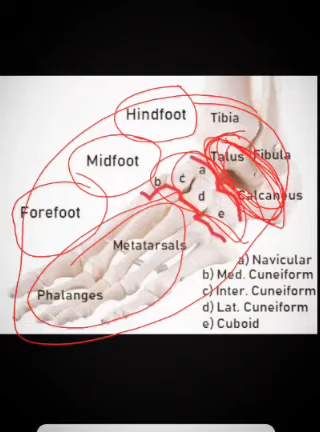 Hindfoot
Tibia
Midfoot
Talus
Fibula
a
b
c
d
Calcaneus
Forefoot
e
Metatarsals
Phalanges
a) Navicular
b) Med. Cuneiform
c) Inter. Cuneiform
d) Lat. Cuneiform
e) Cuboid